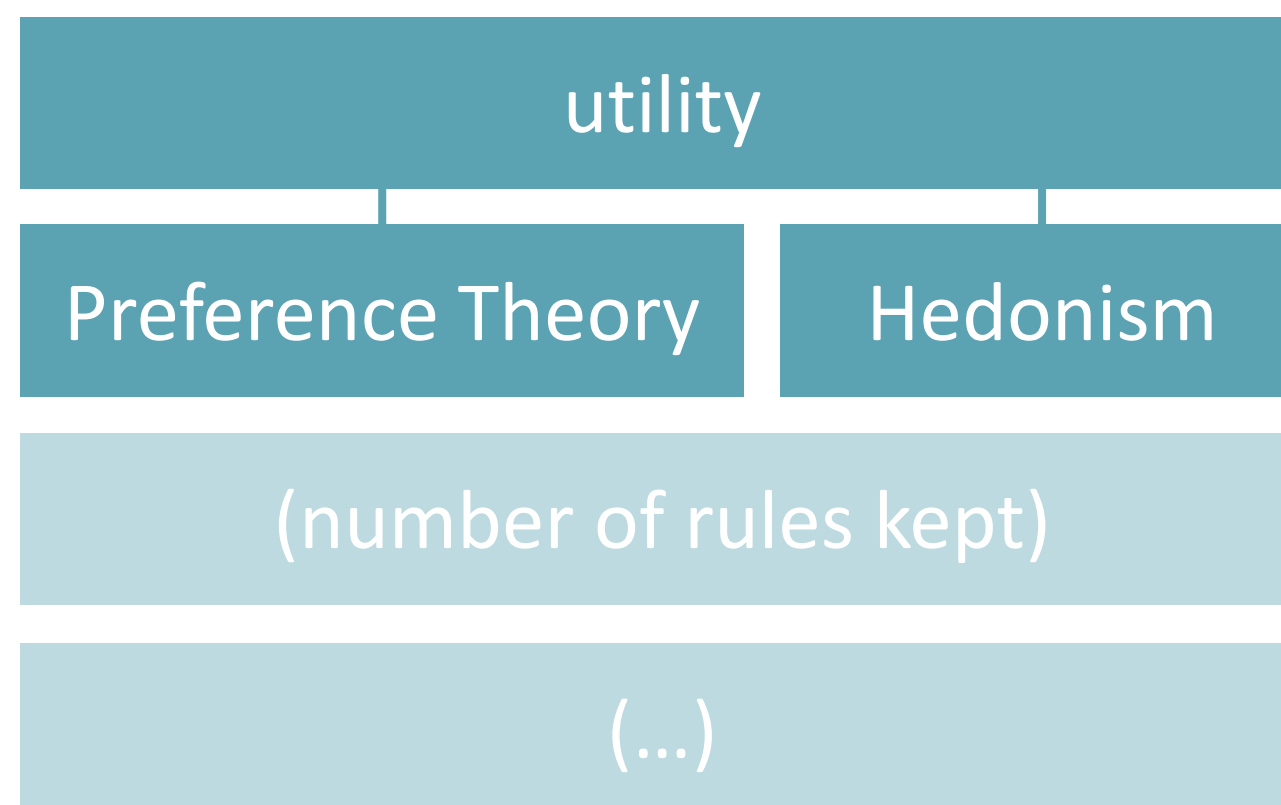 utility
Preference Theory
Hedonism
(number of rules kept)
(...)